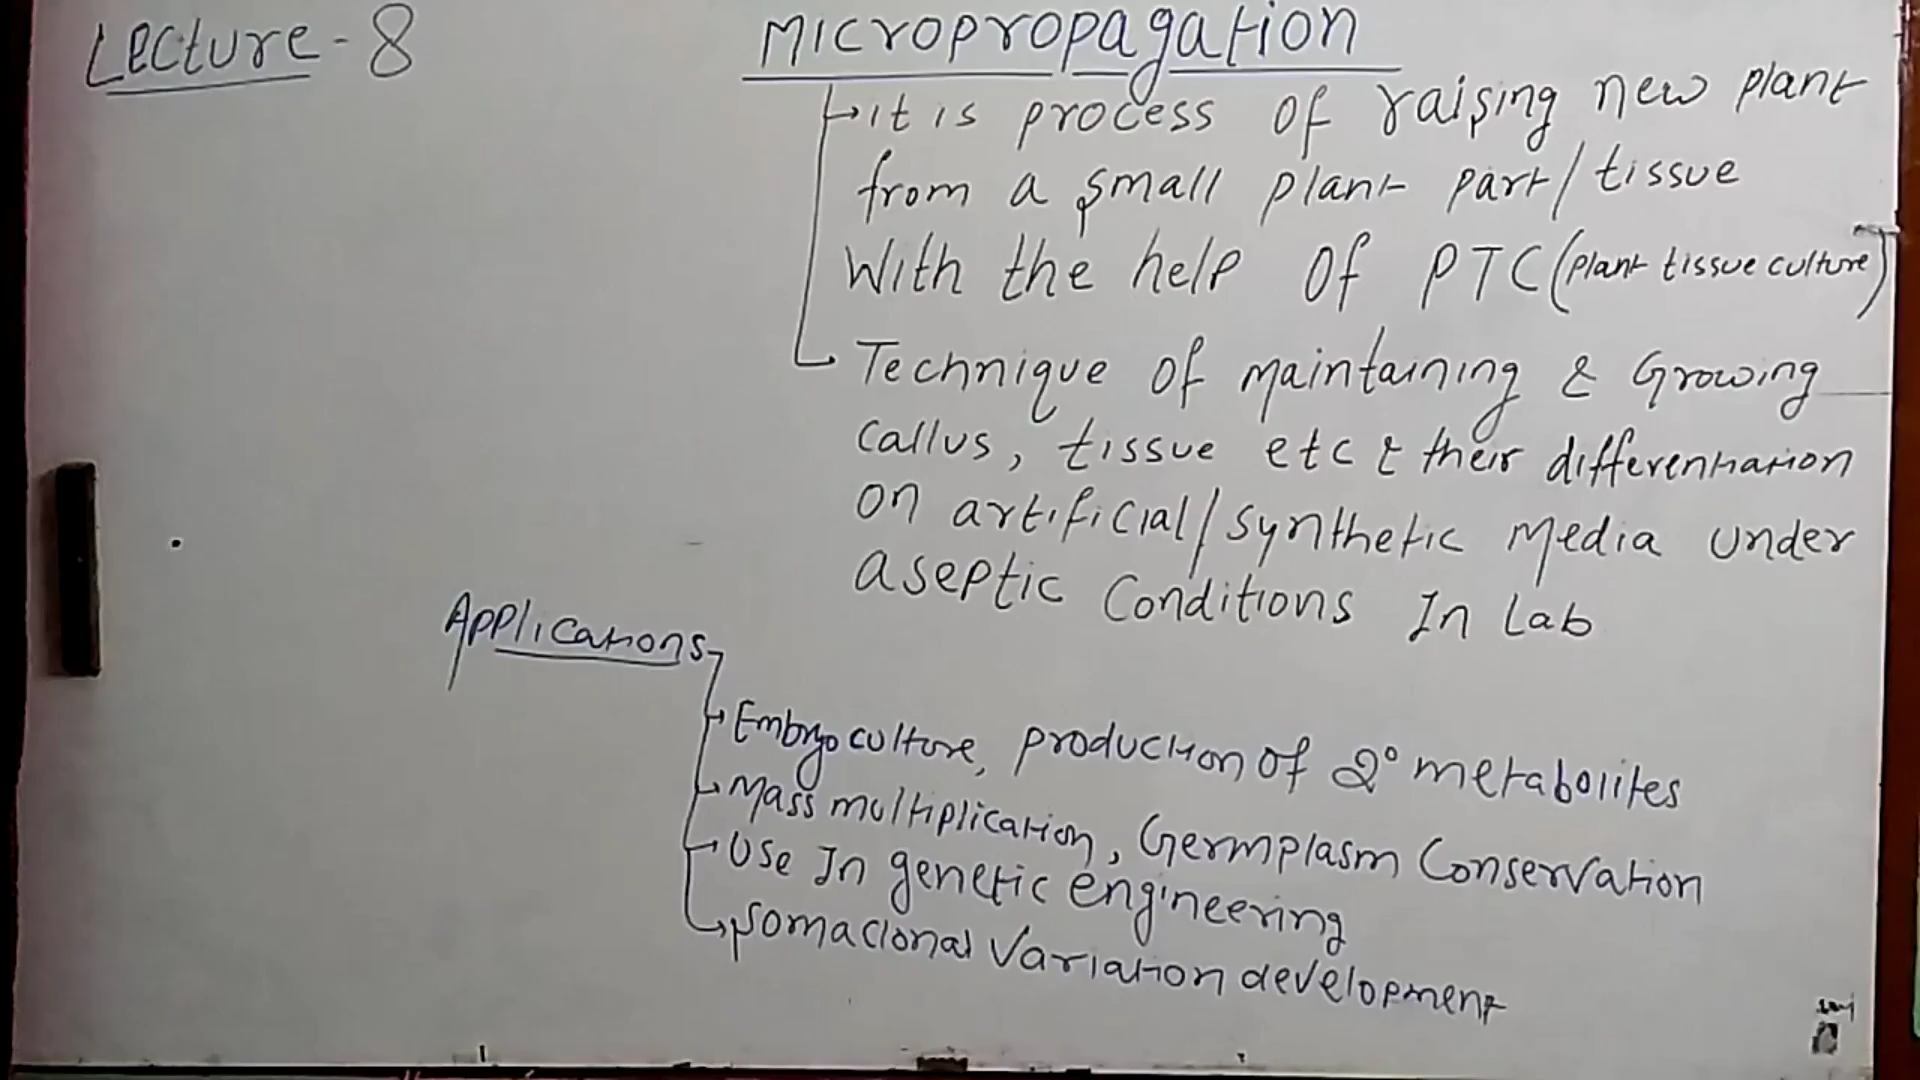 Lecture-8
Micropropagation
It is process of raising new plant
from a small plant part/tissue
With the help of PTC (plant tissue culture)
Technique of maintaining & Growing
callus, tissue etc & their differentiation
on artificial/synthetic Media under
aseptic Conditions In Lab
Applications
Embryo culture, production of 2° metabolites
Mass multiplication, Germplasm Conservation
Use In genetic engineering
somaclonal Variation development